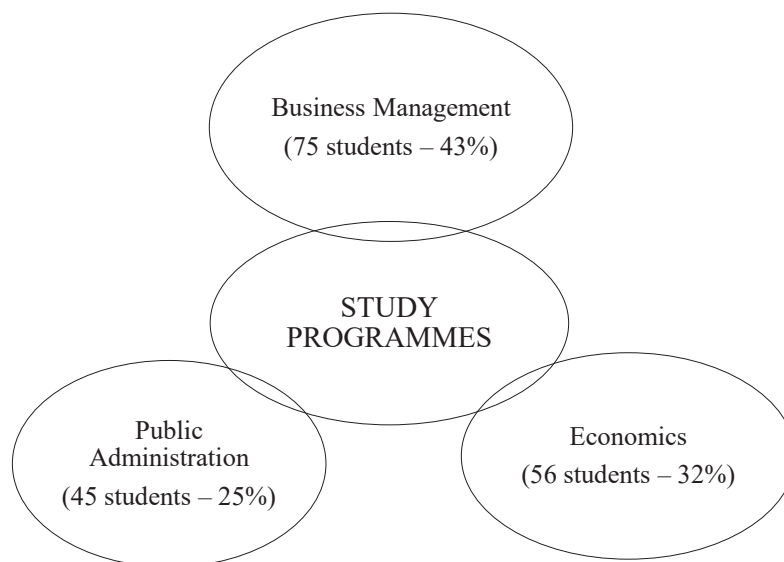 Business Management
(75 students – 43%)
STUDY
PROGRAMMES
Public
Administration
(45 students – 25%)
Economics
(56 students – 32%)